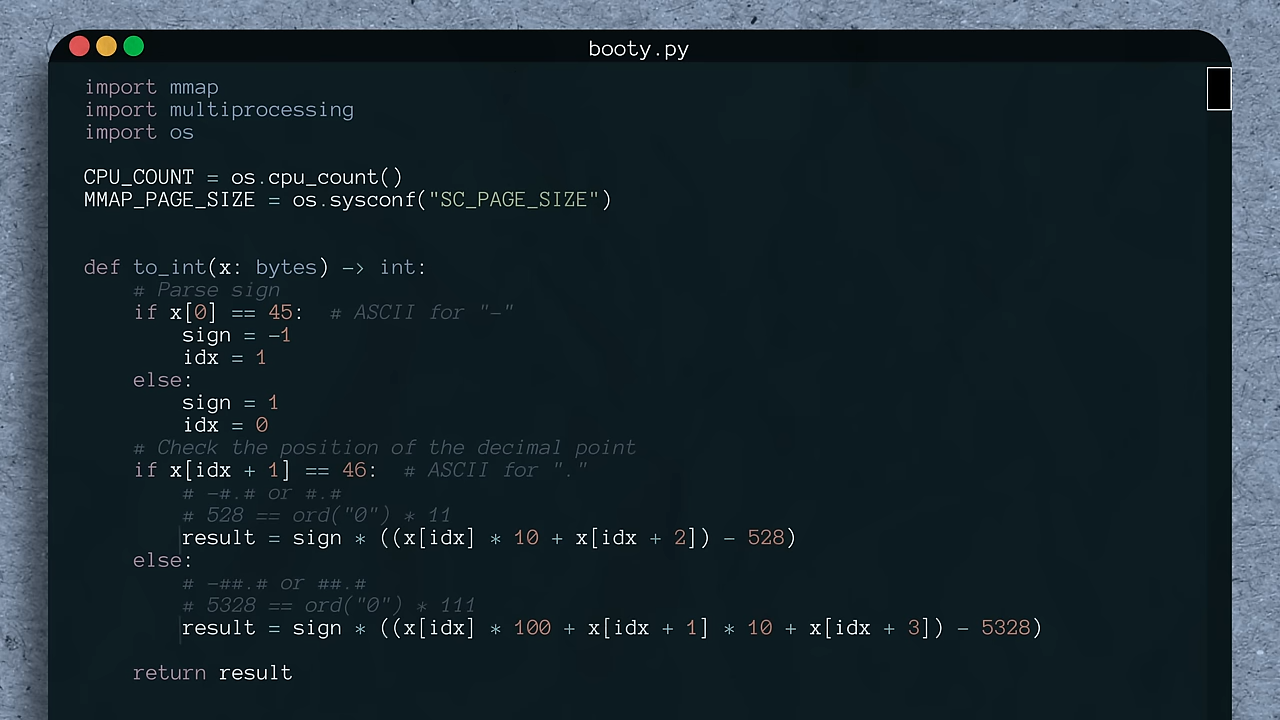 booty.py
import mmap
import multiprocessing
import os

CPU_COUNT = os.cpu_count()
MMAP_PAGE_SIZE = os.sysconf("SC_PAGE_SIZE")


def to_int(x: bytes) -> int:
    # Parse sign
    if x[0] == 45:  # ASCII for "-"
        sign = -1
        idx = 1
    else:
        sign = 1
        idx = 0
    # Check the position of the decimal point
    if x[idx + 1] == 46:  # ASCII for "."
        # -#.# or #.#
        # 528 == ord("0") * 11
        result = sign * ((x[idx] * 10 + x[idx + 2]) - 528)
    else:
        # -##.# or ##.#
        # 5328 == ord("0") * 111
        result = sign * ((x[idx] * 100 + x[idx + 1] * 10 + x[idx + 3]) - 5328)

    return result